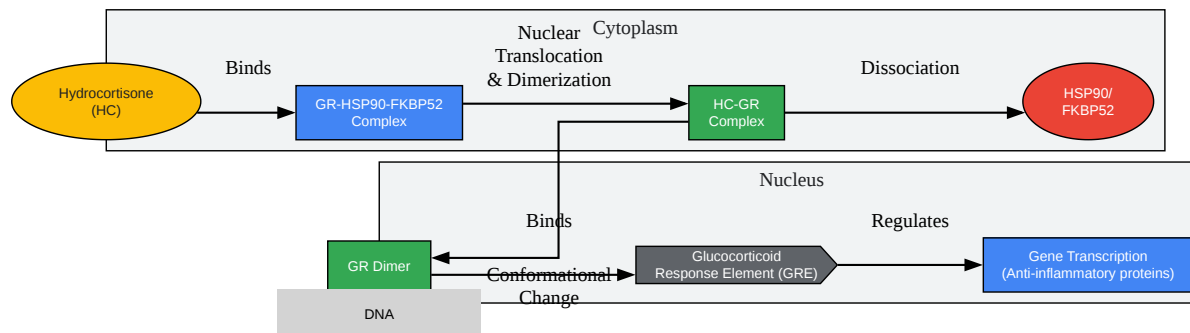 Cytoplasm
Nuclear
Translocation
& Dimerization
Binds
Dissociation
Hydrocortisone
(HC)
GR-HSP90-FKBP52
Complex
HC-GR
Complex
HSP90/
FKBP52
Nucleus
Binds
Regulates
GR Dimer
Conformational
Change
Glucocorticoid
Response Element (GRE)
Gene Transcription
(Anti-inflammatory proteins)
DNA